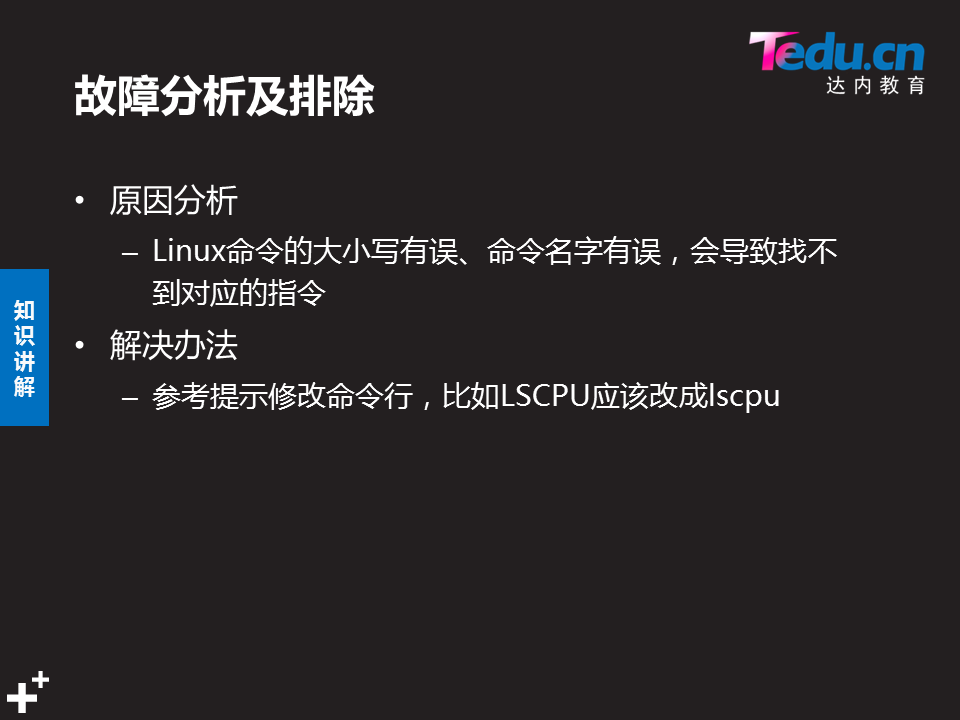 Tedu.cn
达内教育
故障分析及排除
• 原因分析
– Linux命令的大小写有误、命令名字有误，会导致找不
到对应的指令
• 解决办法
– 参考提示修改命令行，比如LSCPU应该改成lscpu
知
识
讲
解